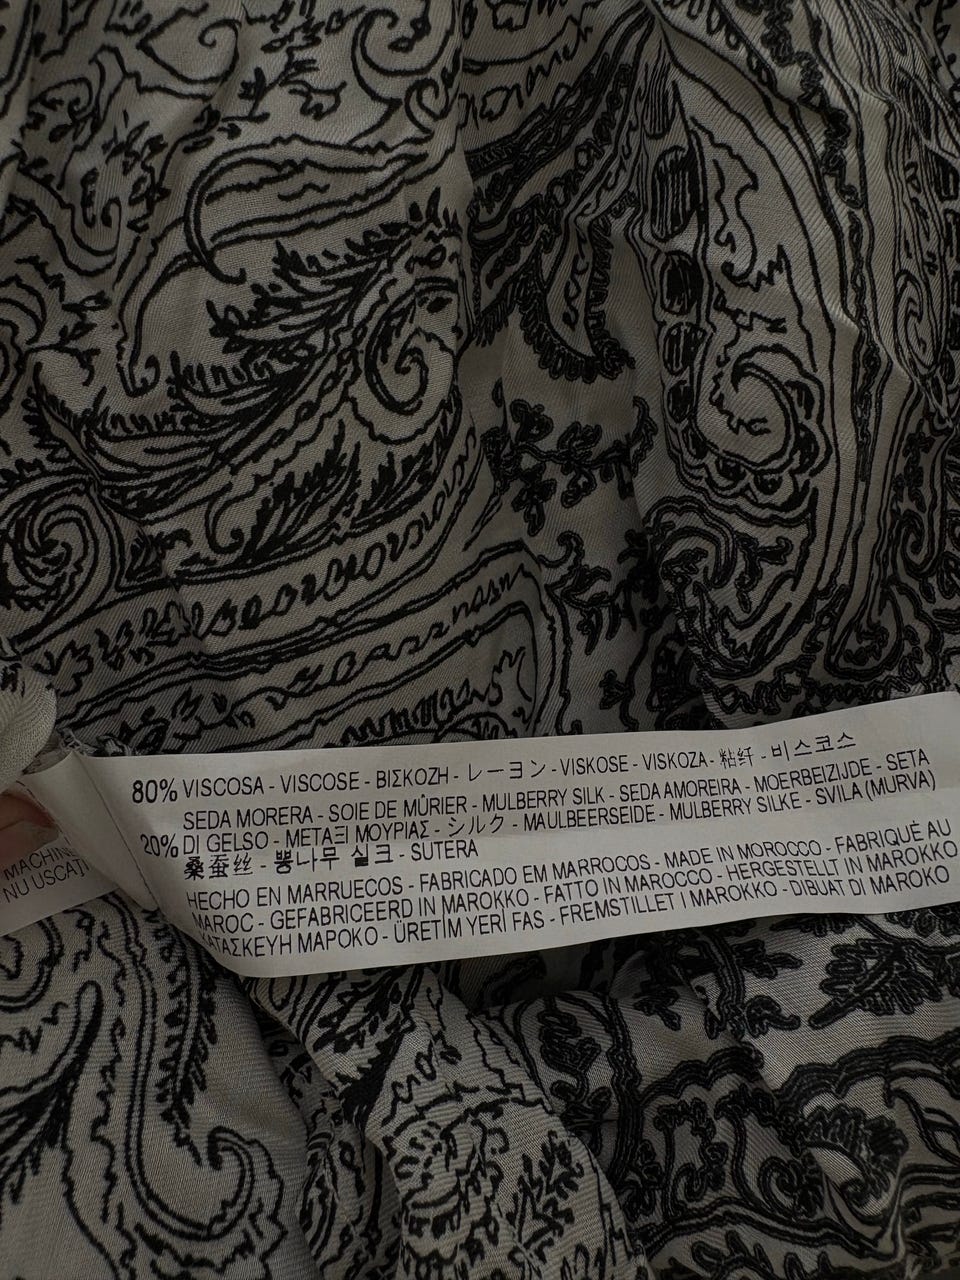 80% VISCOSA - VISCOSE - ΒΙΣΚΟΖΗ - レーヨン - VISKOSE - VISKOZA - 粘纤 - 비스코스
SEDA MORERA - SOIE DE MÛRIER - MULBERRY SILK - SEDA AMOREIRA - MOERBEIZIJDE - SETA
20% DI GELSO - ΜΕΤΑΞΙ ΜΟΥΡΙΑΣ - シルク - MAULBEERSEIDE - MULBERRY SILKE - SVILA (MURVA)
桑蚕丝 - 뽕나무 실크 - SUTERA
HECHO EN MARRUECOS - FABRICADO EM MARROCOS - MADE IN MOROCCO - FABRIQUÉ AU
MAROC - GEFABRICEERD IN MAROKKO - FATTO IN MAROCCO - HERGESTELLT IN MAROKKO
ΚΑΤΑΣΚΕΥΗ ΜΑΡΟΚΟ - ÜRETİM YERİ FAS - FREMSTILLET I MAROKKO - DIBUAT DI MAROKO
MACHINE
NU USCAȚI